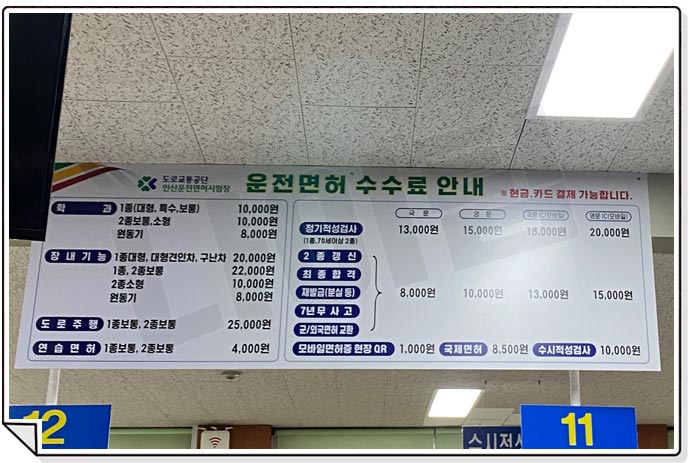 도로교통공단
안산운전면허시험장
운전면허 수수료 안내
※ 현금.카드 결제 가능합니다.
학 과 1종(대형, 특수,보통) 10,000원
2종보통,소형 10,000원
원동기 8,000원
장 내 기 능 1종대형, 대형견인차, 구난차 20,000원
1종, 2종보통 22,000원
2종소형 10,000원
원동기 8,000원
도 로 주 행 1종보통, 2종보통 25,000원
연 습 면 허 1종보통, 2종보통 4,000원
국 문 영 문 국문 IC(모바일) 영문 IC(모바일)
정기적성검사 13,000원 15,000원 18,000원 20,000원
(1종,70세이상 2종)
2 종 갱 신
최 종 합 격
재발급(분실 등) 8,000원 10,000원 13,000원 15,000원
7년 무 사 고
군/외국면허 교환
모바일면허증 현장 QR 1,000원 국제면허 8,500원 수시적성검사 10,000원
12
11